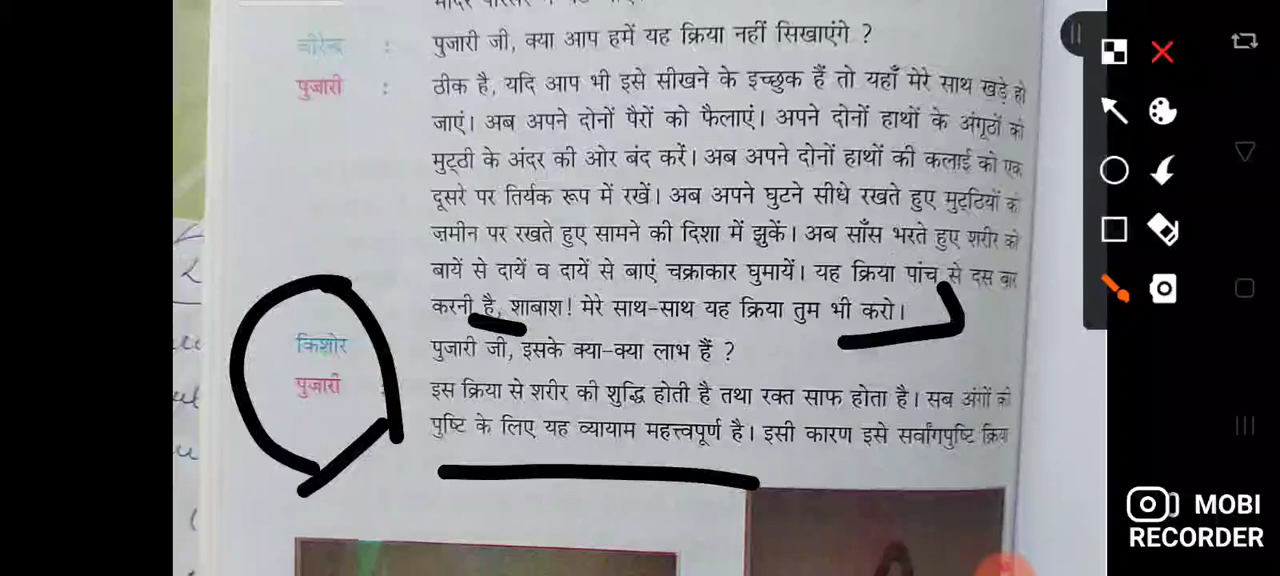 वीरेन्द्र : पुजारी जी, क्या आप हमें यह क्रिया नहीं सिखाएंगे ?
पुजारी : ठीक है, यदि आप भी इसे सीखने के इच्छुक हैं तो यहाँ मेरे साथ खड़े हो
जाएं। अब अपने दोनों पैरों को फैलाएं। अपने दोनों हाथों के अंगूठों को
मुट्ठी के अंदर की ओर बंद करें। अब अपने दोनों हाथों की कलाई को एक
दूसरे पर तिर्यक रूप में रखें। अब अपने घुटने सीधे रखते हुए मुट्ठियों को
ज़मीन पर रखते हुए सामने की दिशा में झुकें। अब साँस भरते हुए शरीर को
बायें से दायें व दायें से बाएं चक्राकार घुमायें। यह क्रिया पांच से दस बार
करनी है, शाबाश! मेरे साथ-साथ यह क्रिया तुम भी करो।
किशोर पुजारी जी, इसके क्या-क्या लाभ हैं ?
पुजारी : इस क्रिया से शरीर की शुद्धि होती है तथा रक्त साफ होता है। सब अंगों की
पुष्टि के लिए यह व्यायाम महत्त्वपूर्ण है। इसी कारण इसे सर्वांगपुष्टि क्रिया
MOBI
RECORDER